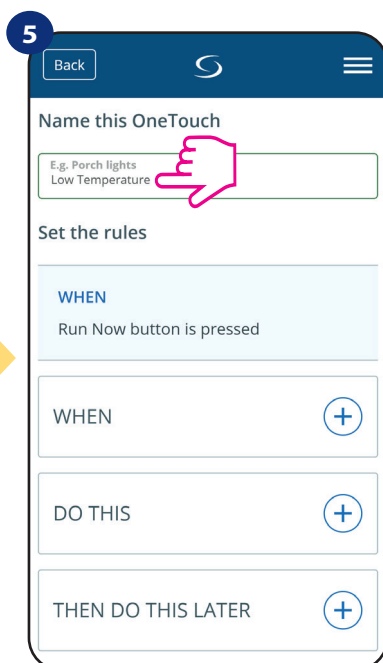 5
Back
Name this OneTouch
E.g. Porch lights
Low Temperature
Set the rules
WHEN
Run Now button is pressed
WHEN
DO THIS
THEN DO THIS LATER